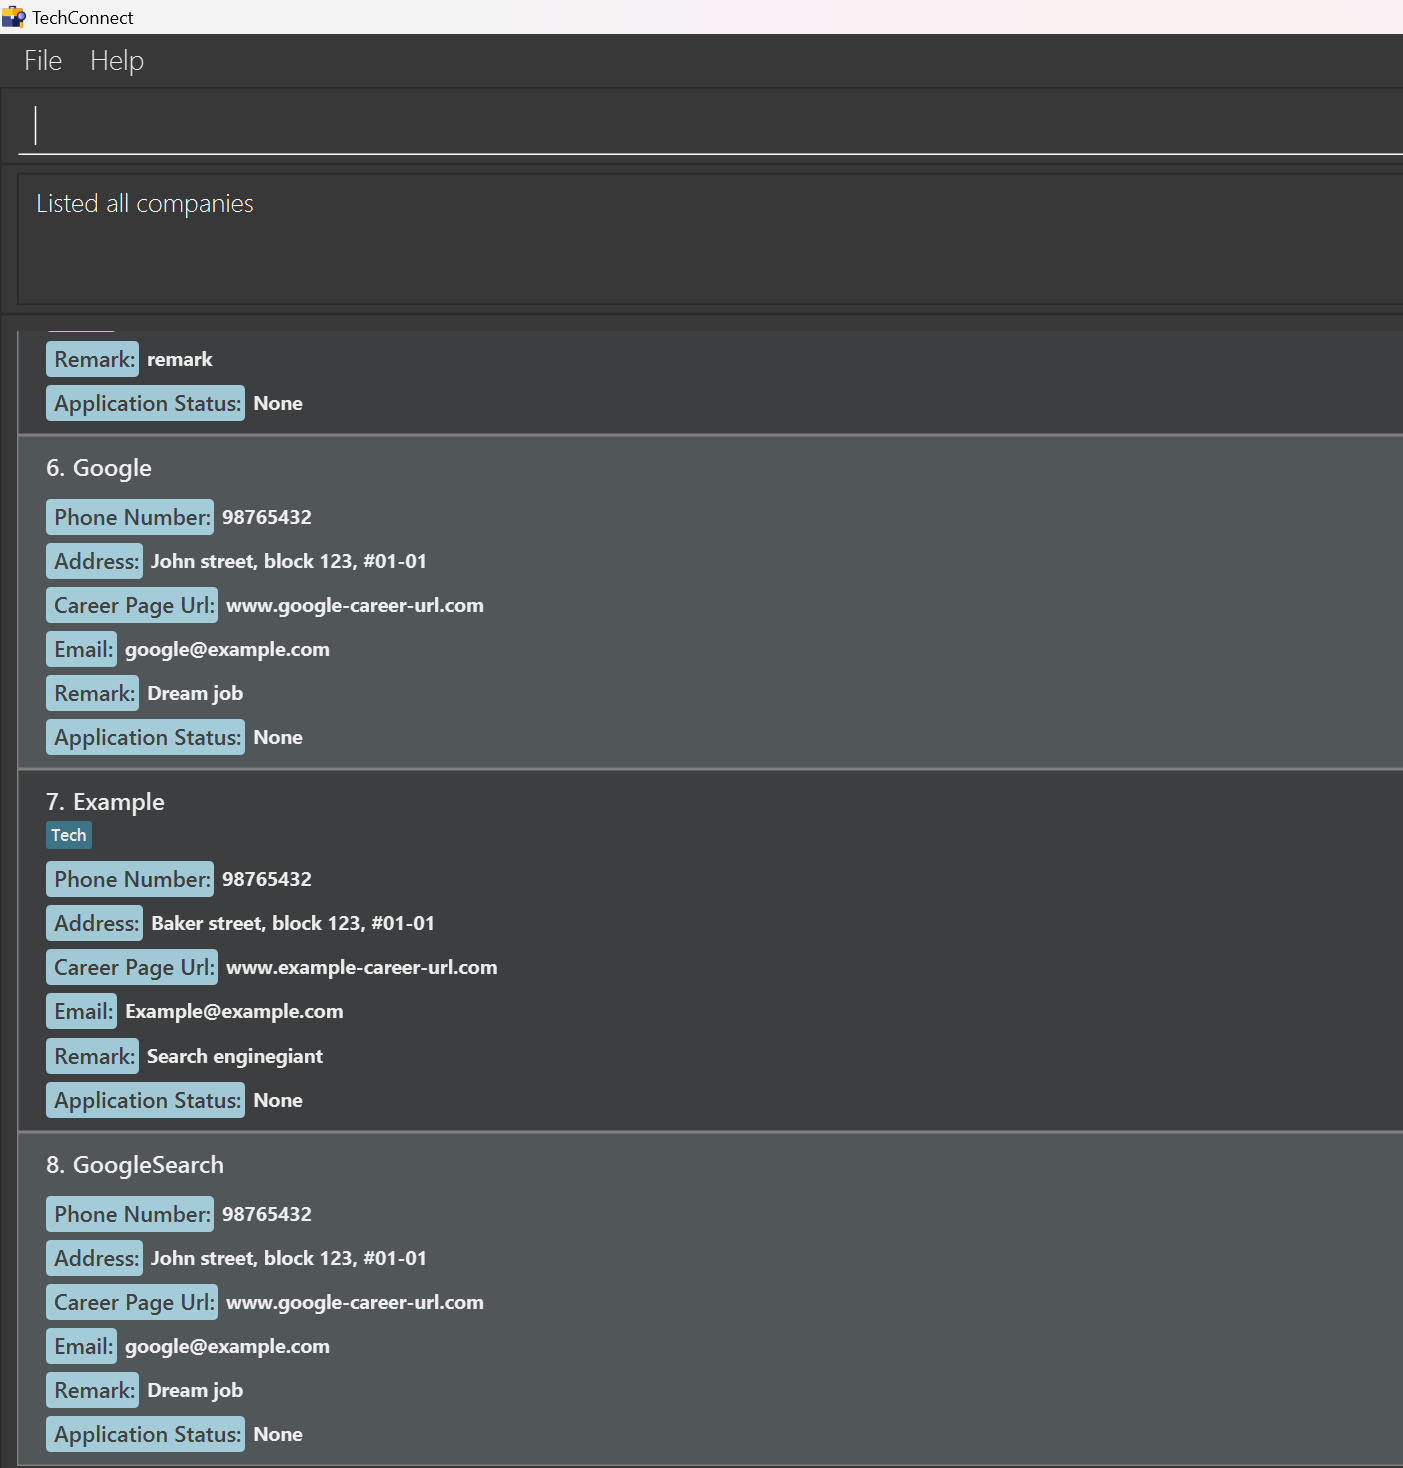 TechConnect
File Help
Listed all companies
Remark: remark
Application Status: None
6. Google
Phone Number: 98765432
Address: John street, block 123, #01-01
Career Page Url: www.google-career-url.com
Email: google@example.com
Remark: Dream job
Application Status: None
7. Example
Tech
Phone Number: 98765432
Address: Baker street, block 123, #01-01
Career Page Url: www.example-career-url.com
Email: Example@example.com
Remark: Search enginegiant
Application Status: None
8. GoogleSearch
Phone Number: 98765432
Address: John street, block 123, #01-01
Career Page Url: www.google-career-url.com
Email: google@example.com
Remark: Dream job
Application Status: None